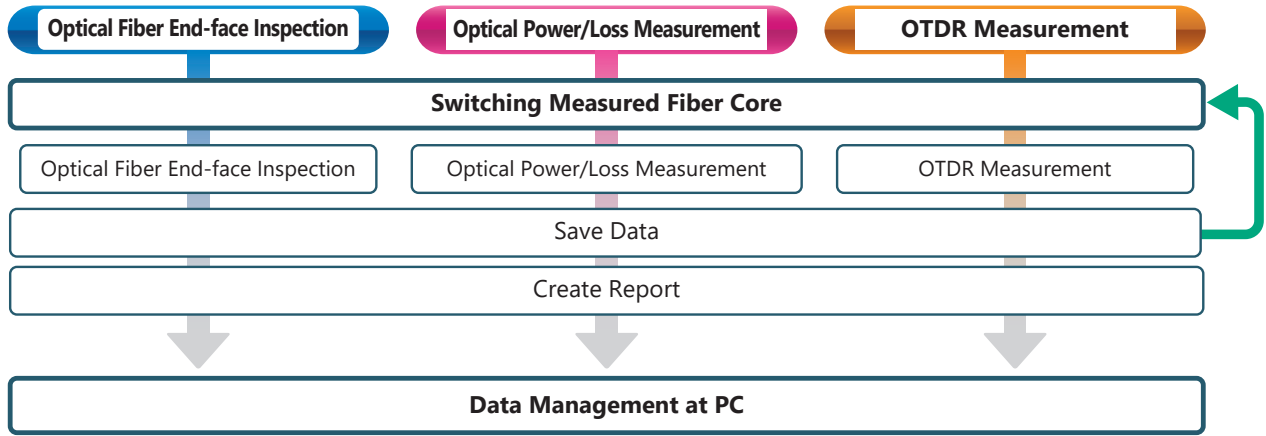 Optical Fiber End-face Inspection
Optical Power/Loss Measurement
OTDR Measurement
Switching Measured Fiber Core
Optical Fiber End-face Inspection
Optical Power/Loss Measurement
OTDR Measurement
Save Data
Create Report
Data Management at PC